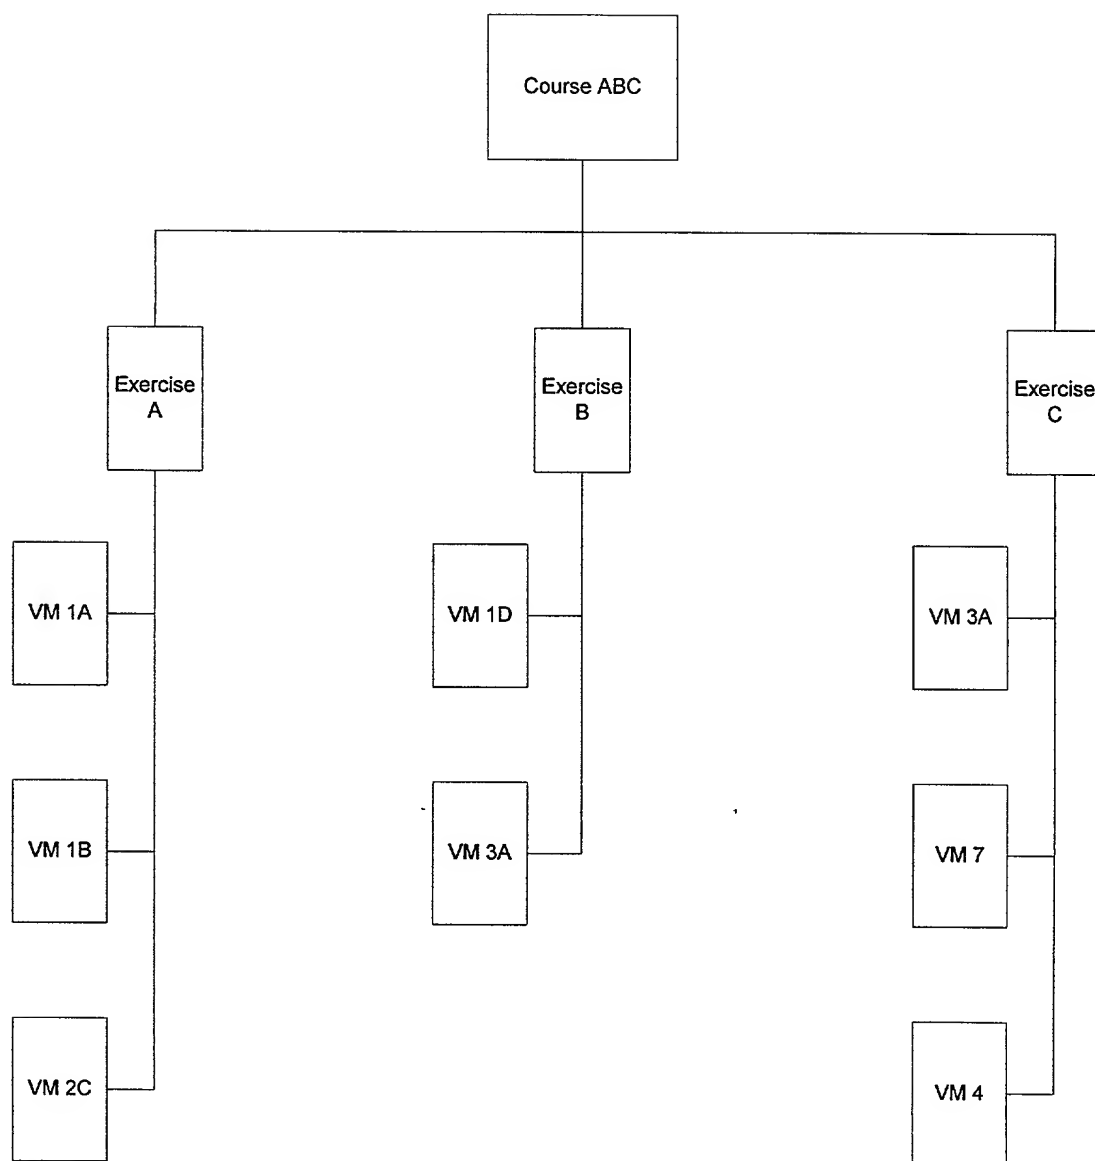 Course ABC
Exercise
A
Exercise
B
Exercise
C
VM 1A
VM 1D
VM 3A
VM 1B
VM 3A
VM 7
VM 2C
VM 4